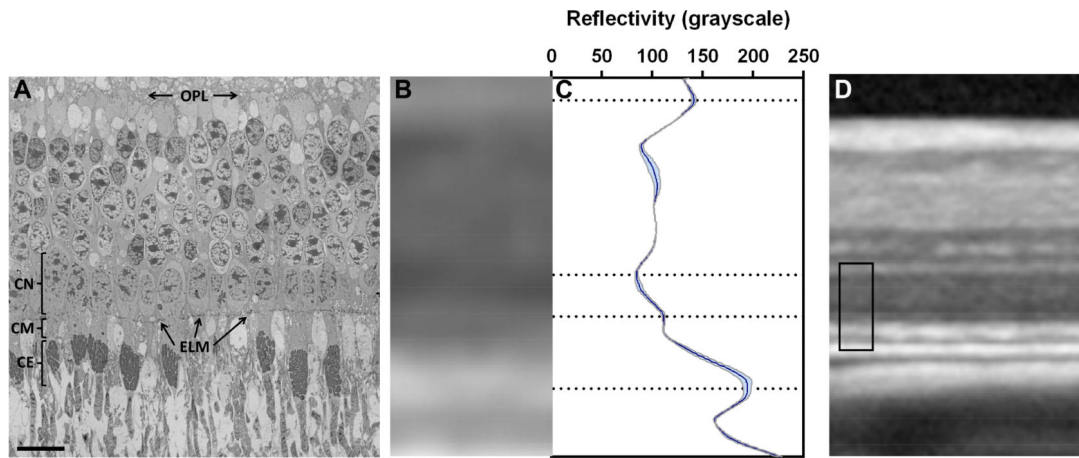 Reflectivity (grayscale)
0 50 100 150 200 250
A
B
C
D
OPL
CN
CM
ELM
CE